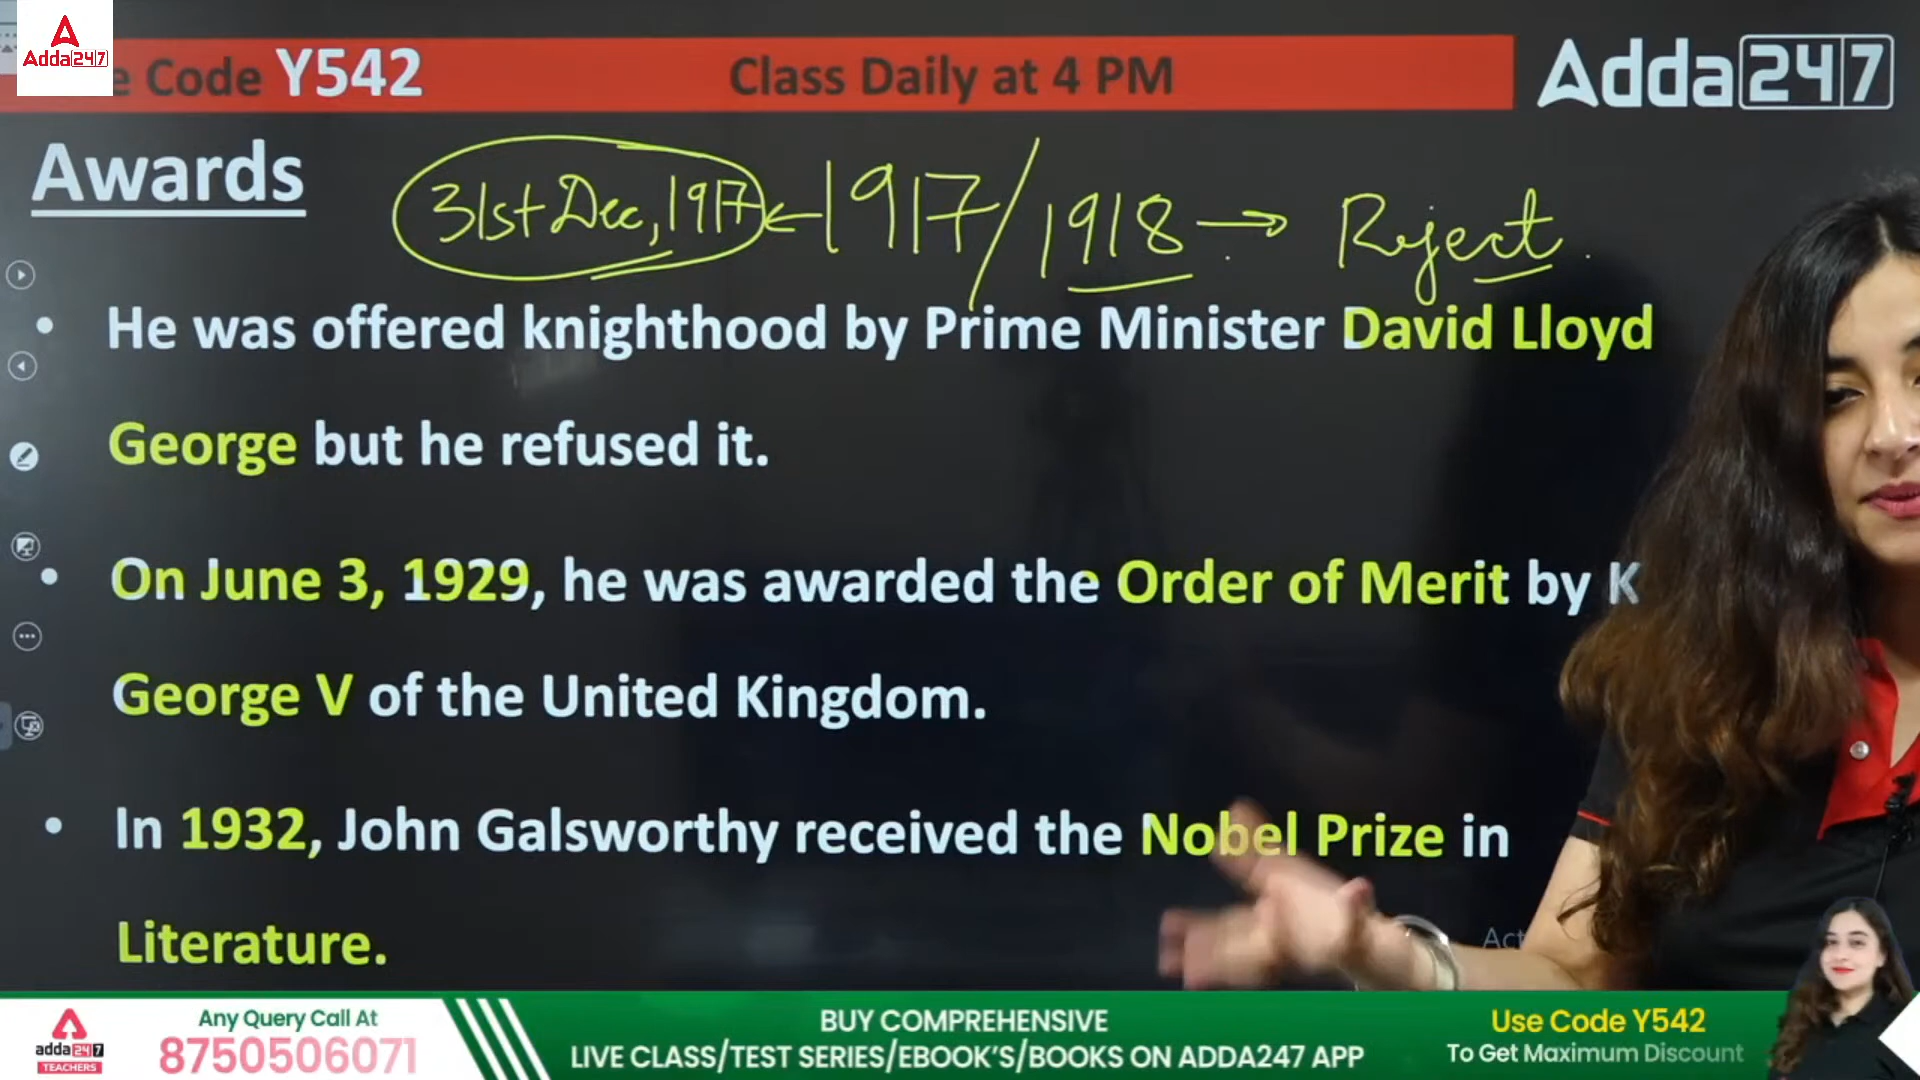 Adda247
e Code Y542
Class Daily at 4 PM
Adda247
Awards
31st Dec, 1917 ← 1917/1918 → Reject.
• He was offered knighthood by Prime Minister David Lloyd
George but he refused it.
• On June 3, 1929, he was awarded the Order of Merit by K
George V of the United Kingdom.
• In 1932, John Galsworthy received the Nobel Prize in
Literature.
Act
adda247
TEACHERS
Any Query Call At
8750506071
BUY COMPREHENSIVE
LIVE CLASS/TEST SERIES/EBOOK'S/BOOKS ON ADDA247 APP
Use Code Y542
To Get Maximum Discount